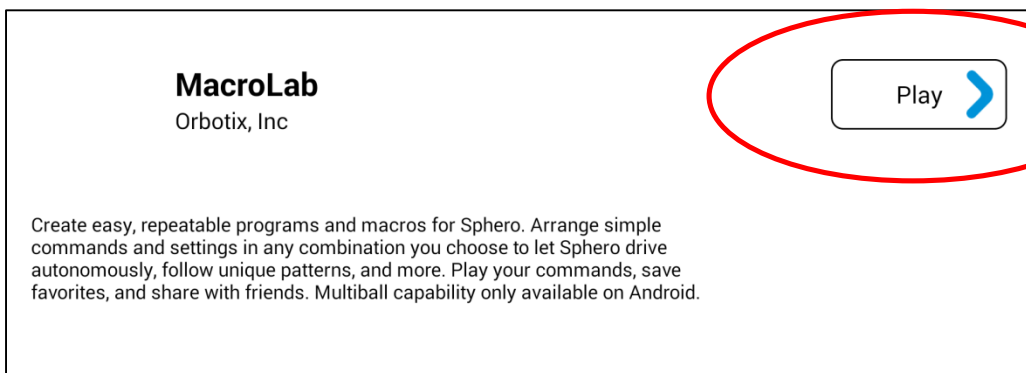 MacroLab
Orbotix, Inc
Play
Create easy, repeatable programs and macros for Sphero. Arrange simple
commands and settings in any combination you choose to let Sphero drive
autonomously, follow unique patterns, and more. Play your commands, save
favorites, and share with friends. Multiball capability only available on Android.